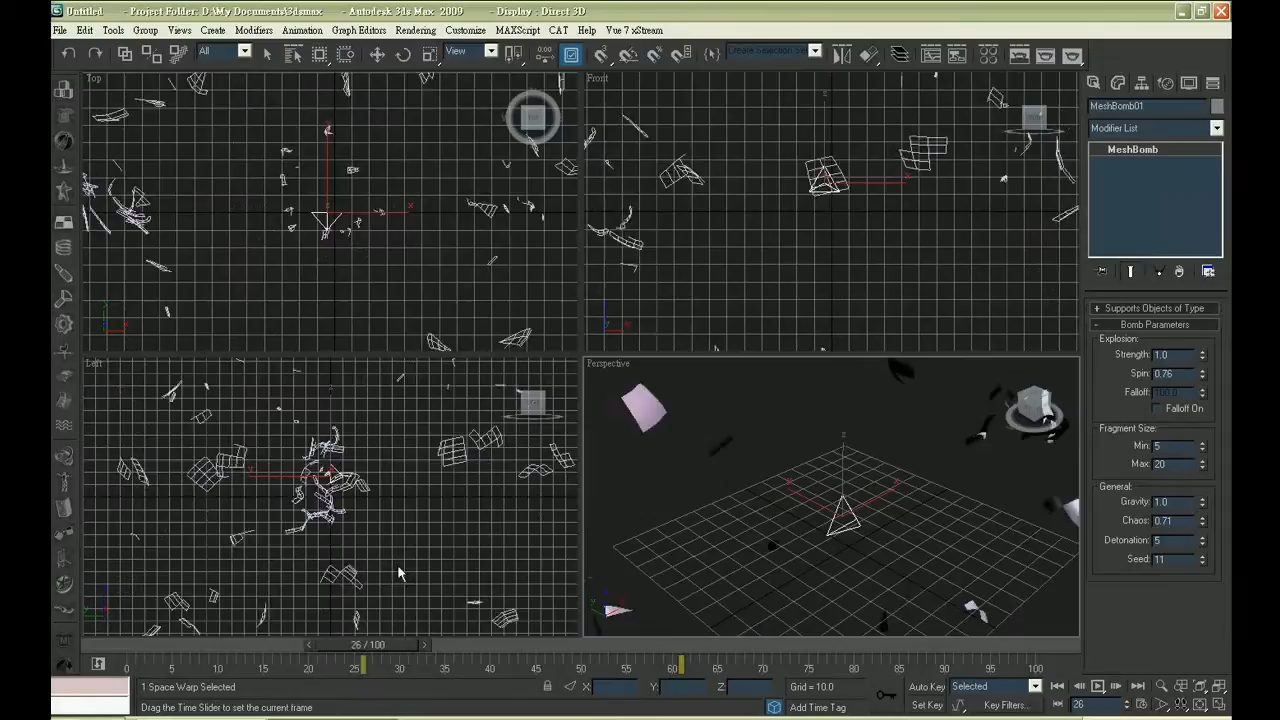 Untitled - Project Folder: D:\My Documents\3dsmax - Autodesk 3ds Max 2009 - Display : Direct 3D
File Edit Tools Group Views Create Modifiers Animation Graph Editors Rendering Customize MAXScript CAT Help Vue 7 xStream
All View Create Selection Set
Top Front
MeshBomb01
Modifier List
MeshBomb
Supports Objects of Type
Bomb Parameters
Explosion:
Strength: 1.0
Spin: 0.76
Falloff: 100.0
Falloff On
Fragment Size:
Min: 5
Max: 20
General:
Gravity: 1.0
Chaos: 0.71
Detonation: 5
Seed: 11
Left Perspective
26 / 100
0 5 10 15 20 25 30 35 40 45 50 55 60 65 70 75 80 85 90 95 100
1 Space Warp Selected X: Y: Z: Grid = 10.0 Auto Key Selected
Drag the Time Slider to set the current frame Add Time Tag Set Key Key Filters... 26